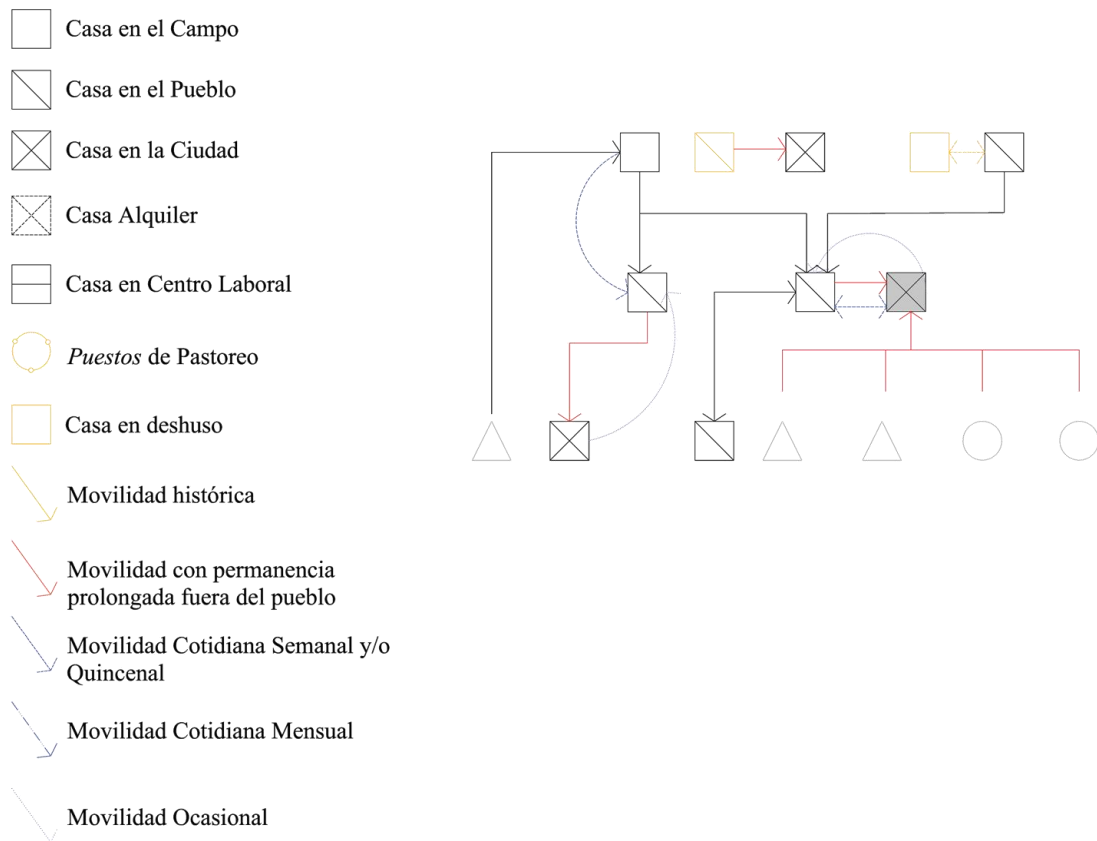 Casa en el Campo
Casa en el Pueblo
Casa en la Ciudad
Casa Alquiler
Casa en Centro Laboral
Puestos de Pastoreo
Casa en deshuso
Movilidad histórica
Movilidad con permanencia
prolongada fuera del pueblo
Movilidad Cotidiana Semanal y/o
Quincenal
Movilidad Cotidiana Mensual
Movilidad Ocasional